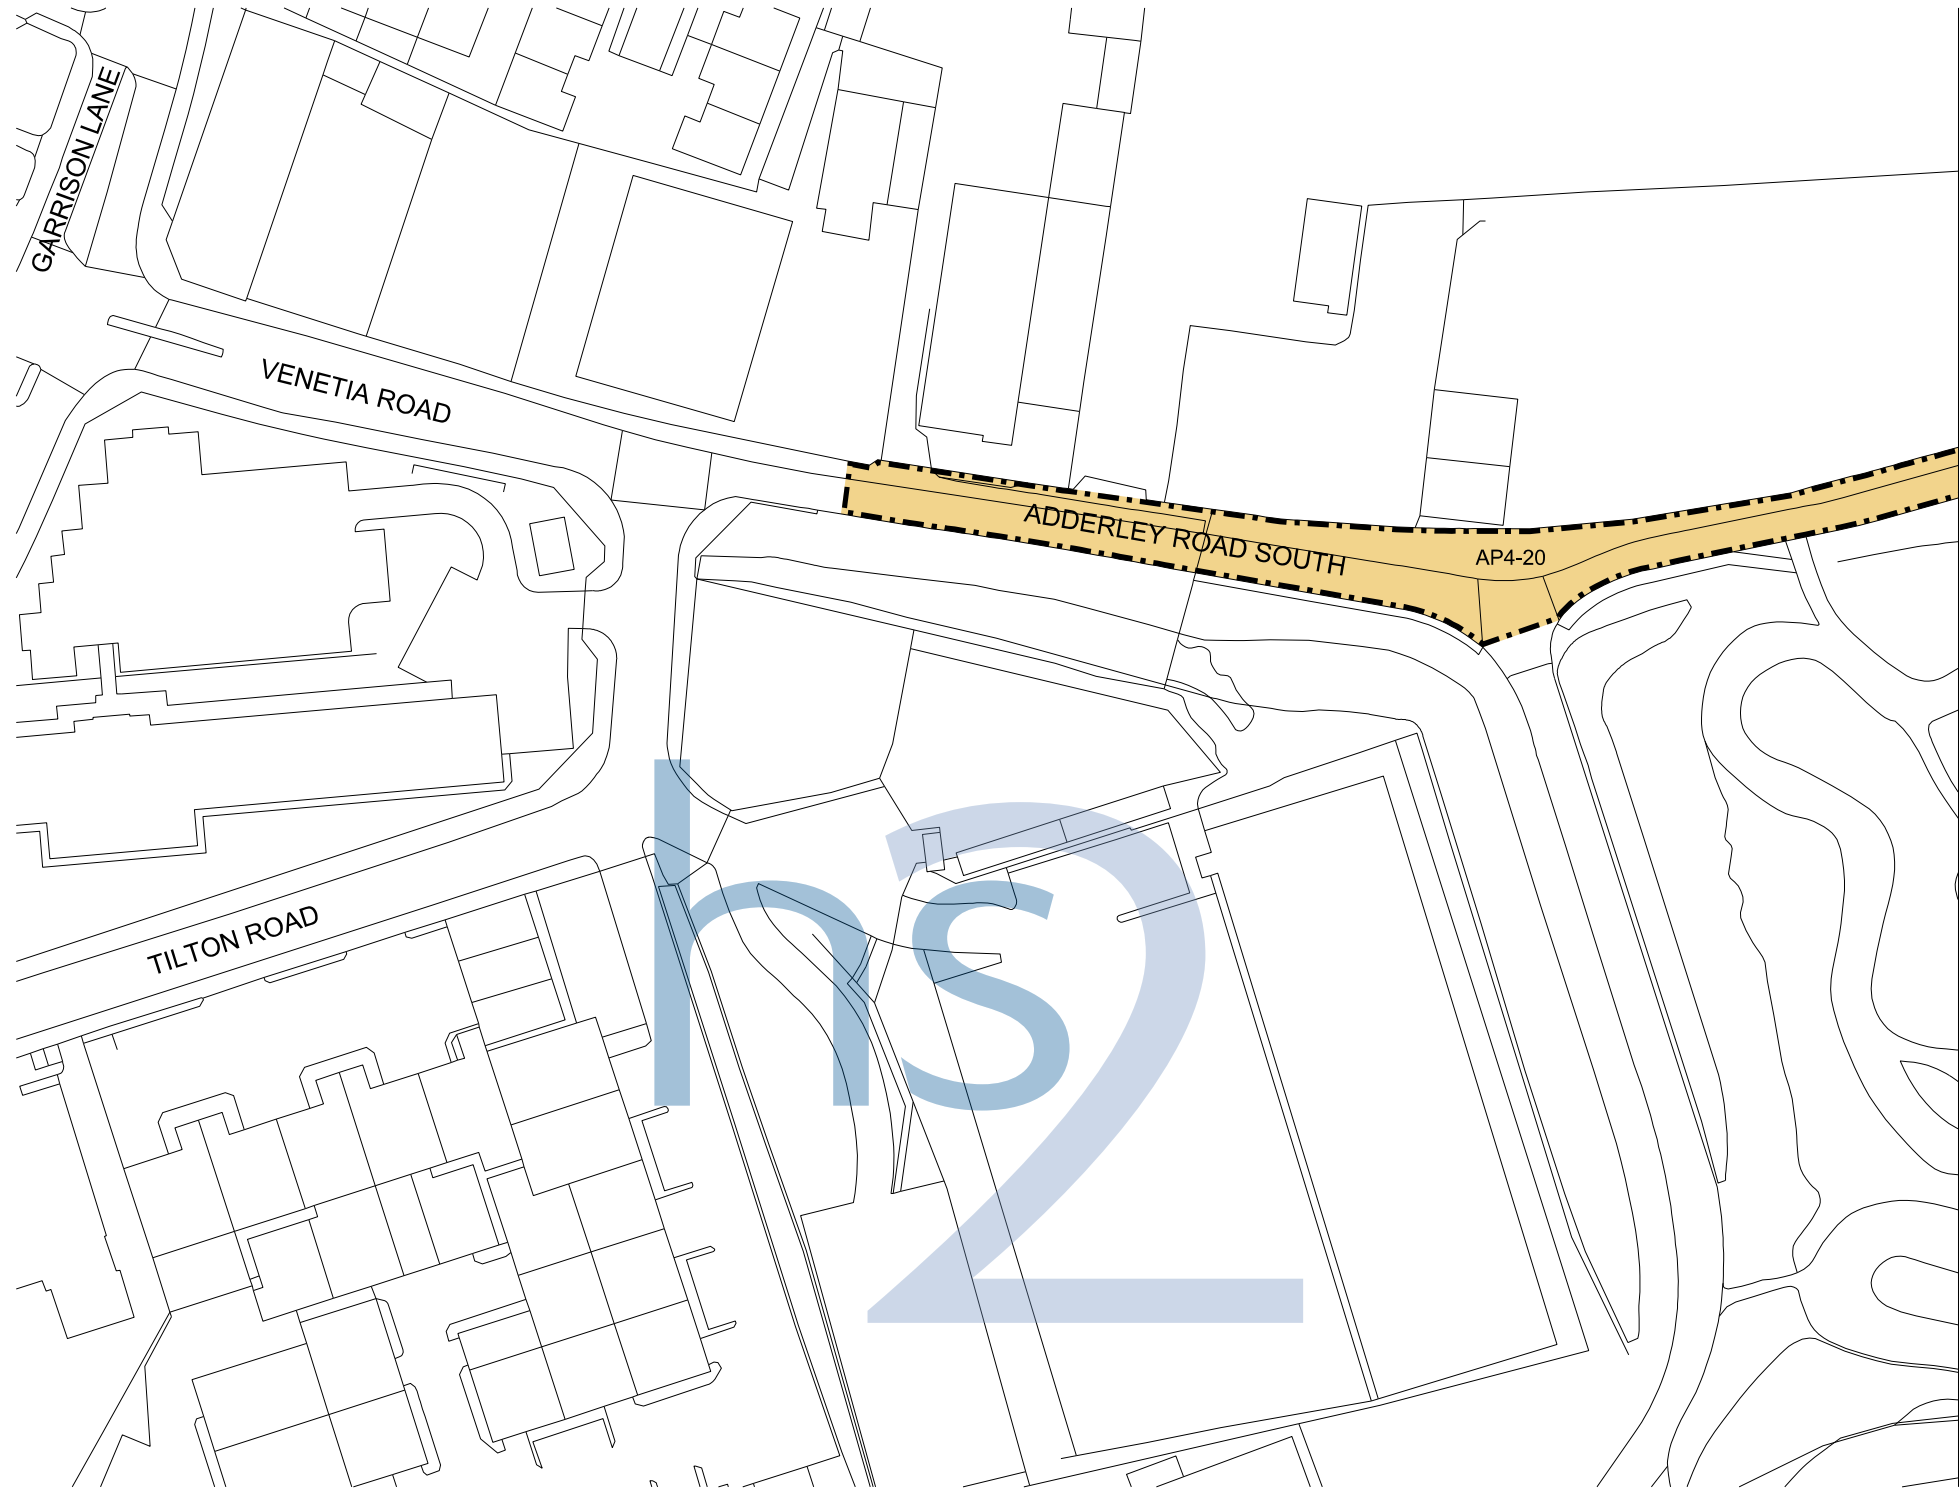 GARRISON LANE
VENETIA ROAD
ADDERLEY ROAD SOUTH
AP4-20
TILTON ROAD
hs2